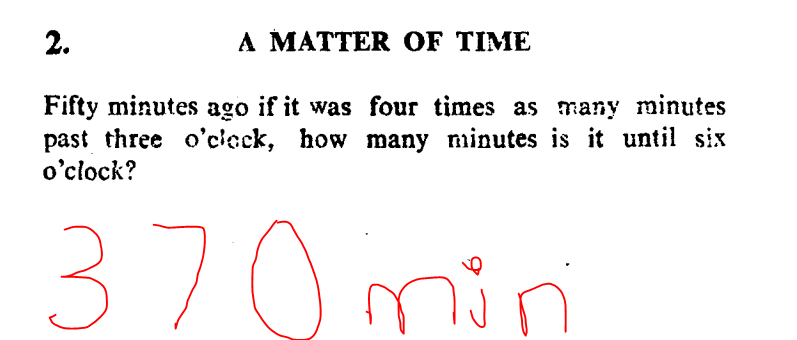 2. A MATTER OF TIME
Fifty minutes ago if it was four times as many minutes
past three o'clock, how many minutes is it until six
o'clock?
370 min